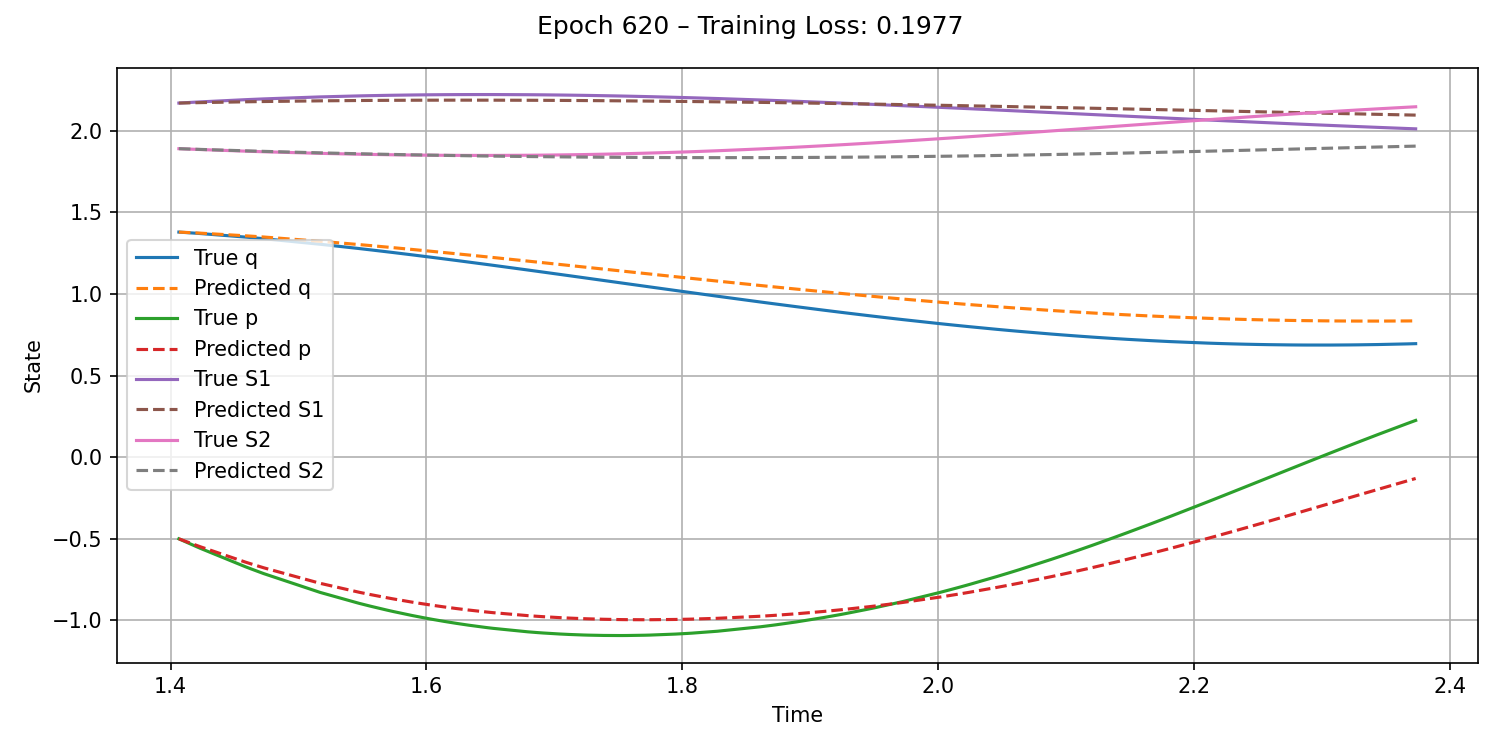 Epoch 620 – Training Loss: 0.1977
State
2.0
1.5
1.0
0.5
0.0
−0.5
−1.0
True q
Predicted q
True p
Predicted p
True S1
Predicted S1
True S2
Predicted S2
1.4
1.6
1.8
2.0
2.2
2.4
Time